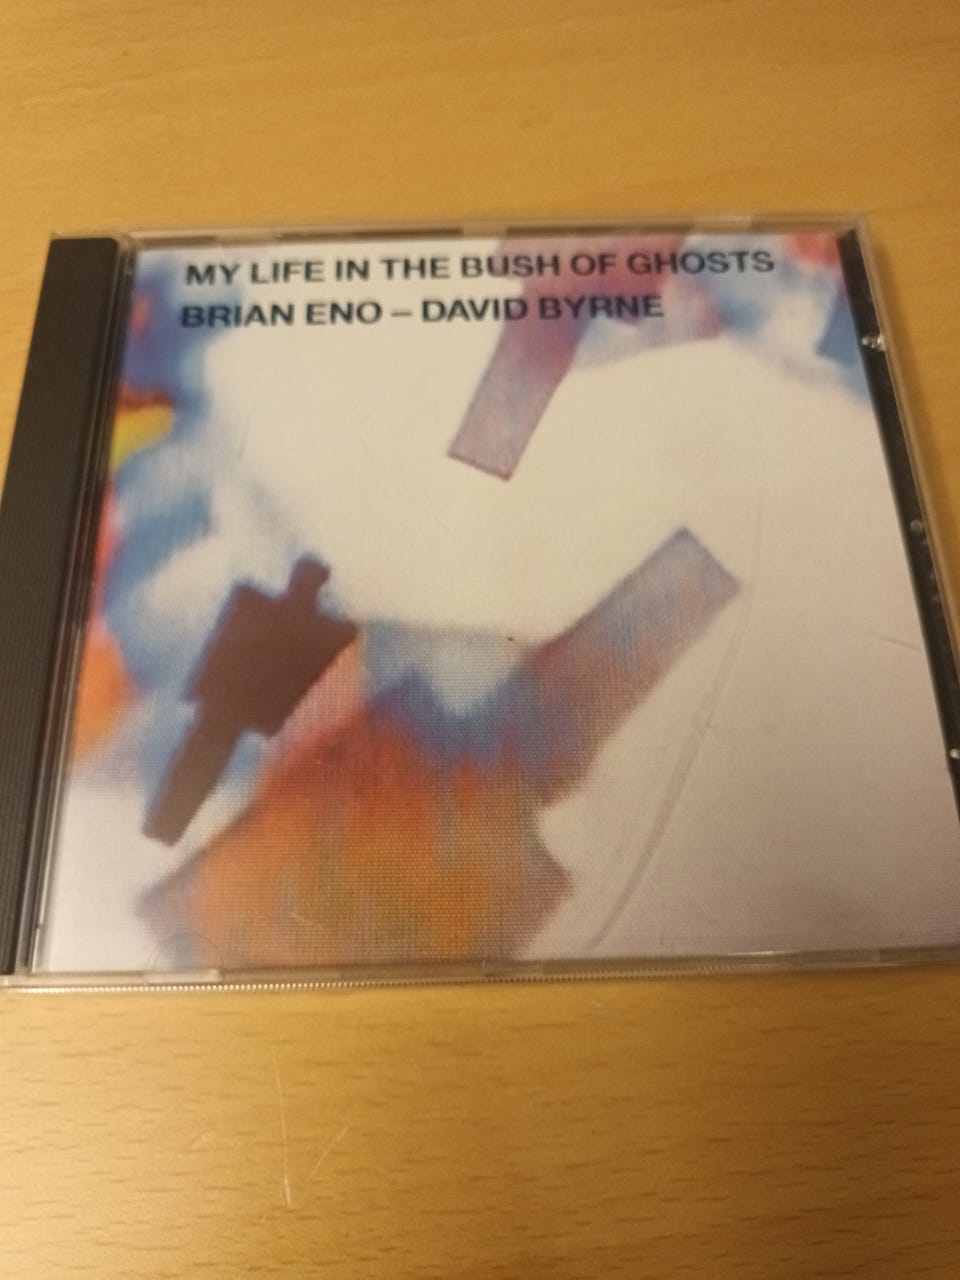 MY LIFE IN THE BUSH OF GHOSTS
BRIAN ENO – DAVID BYRNE